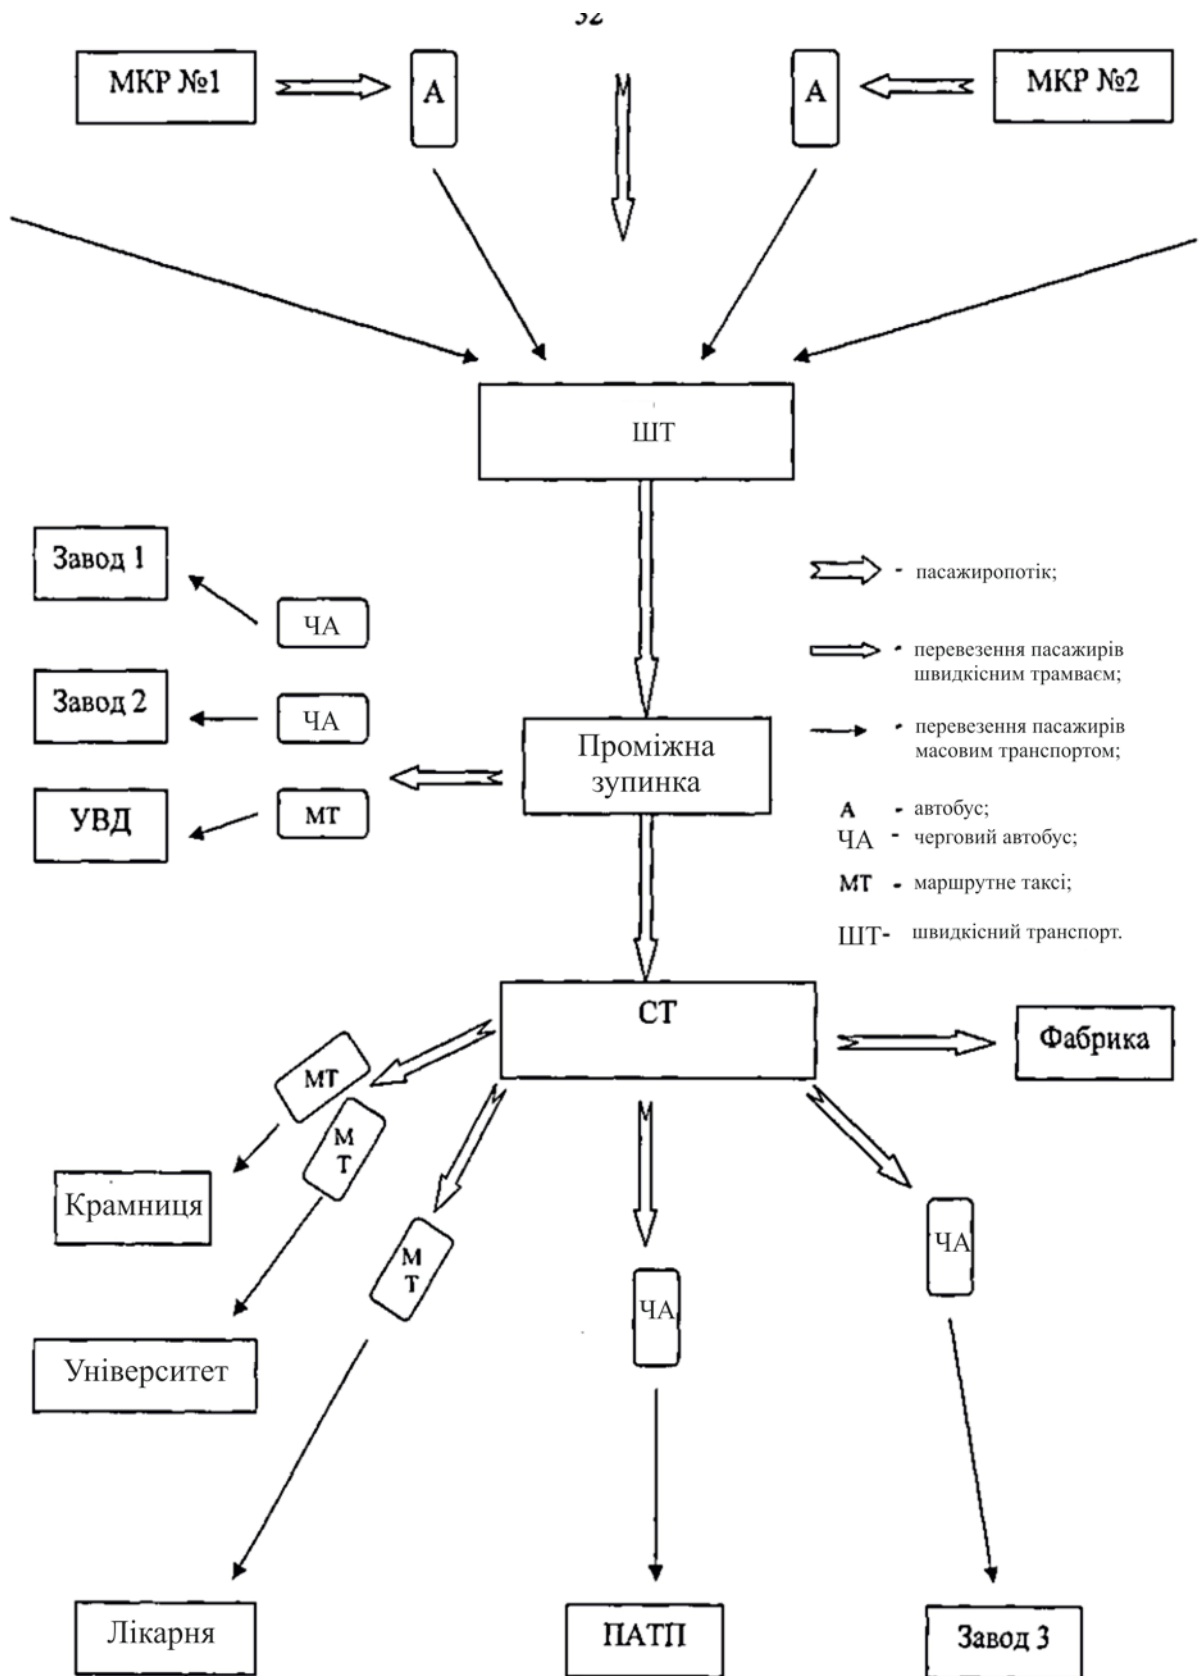 МКР №1
А
А
МКР №2
ШТ
Завод 1
ЧА
Завод 2
ЧА
УВД
МТ
Проміжна
зупинка
- пасажиропотік;
- перевезення пасажирів
швидкісним трамваєм;
- перевезення пасажирів
масовим транспортом;
А - автобус;
ЧА - черговий автобус;
МТ - маршрутне таксі;
ШТ- швидкісний транспорт.
СТ
Фабрика
МТ
М
Т
Крамниця
М
Т
ЧА
ЧА
Університет
Лікарня
ПАТП
Завод 3